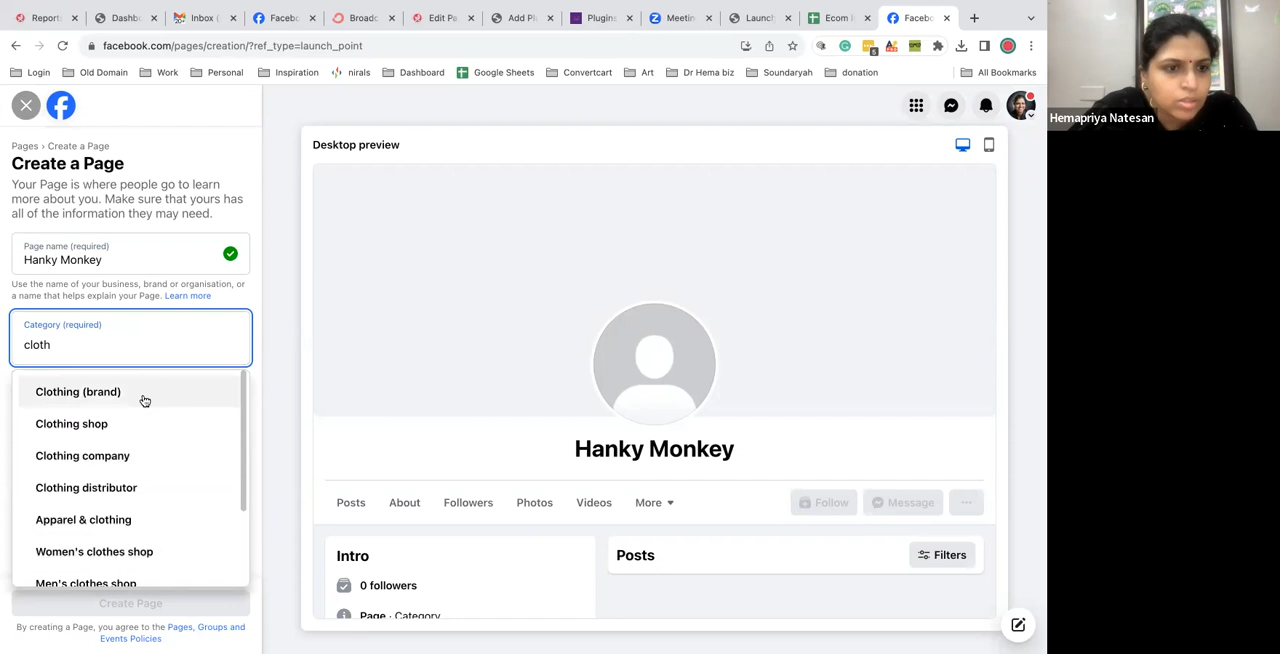 Report
Dashb
Inbox (
Facebo
Broadc
Edit Pa
Add Pl
Plugins
Meetin
Launch
Ecom
Facebo
facebook.com/pages/creation/?ref_type=launch_point
Login
Old Domain
Work
Personal
Inspiration
nirals
Dashboard
Google Sheets
Convertcart
Art
Dr Hema biz
Soundaryah
donation
All Bookmarks
Hemapriya Natesan
Pages › Create a Page
Create a Page
Your Page is where people go to learn
more about you. Make sure that yours has
all of the information they may need.
Page name (required)
Hanky Monkey
Use the name of your business, brand or organisation, or
a name that helps explain your Page. Learn more
Category (required)
cloth
Clothing (brand)
Clothing shop
Clothing company
Clothing distributor
Apparel & clothing
Women's clothes shop
Men's clothes shop
Create Page
By creating a Page, you agree to the Pages, Groups and
Events Policies
Desktop preview
Hanky Monkey
Posts
About
Followers
Photos
Videos
More
Follow
Message
Intro
0 followers
Page · Category
Posts
Filters